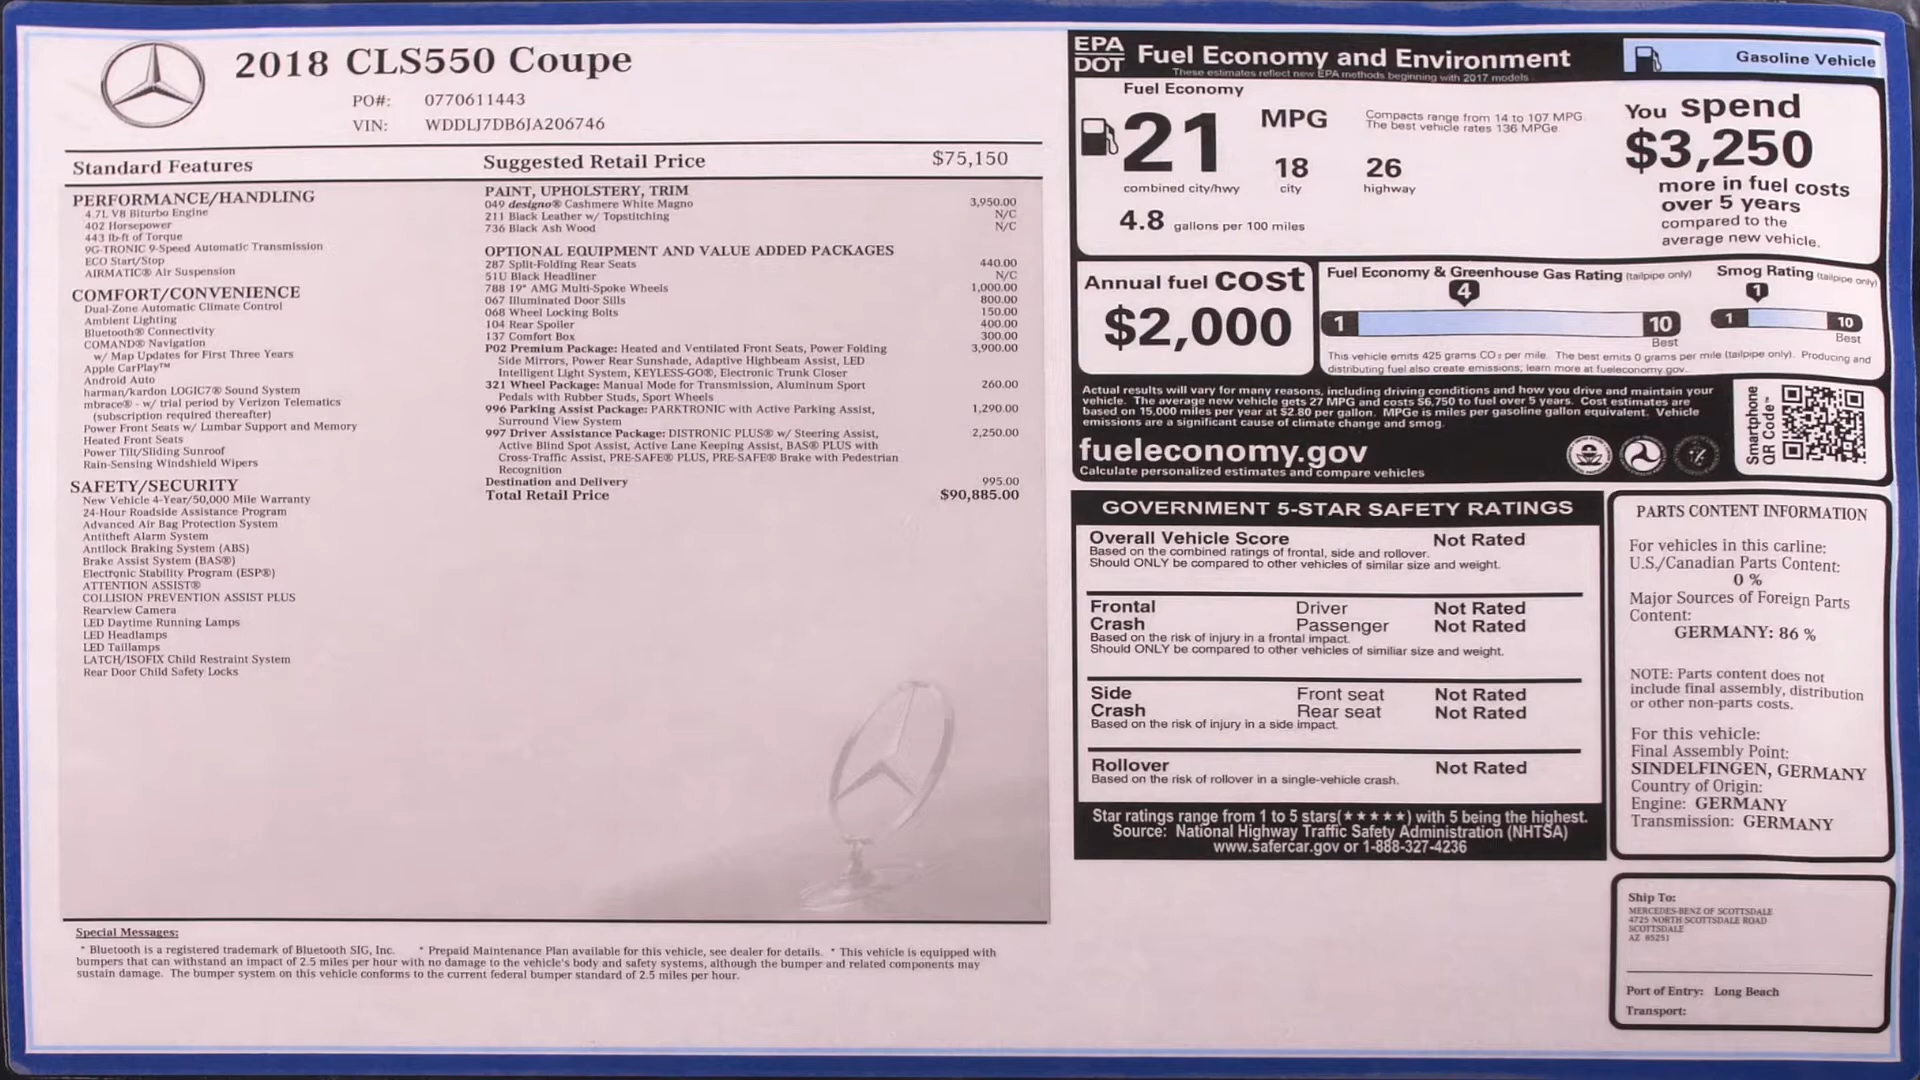 2018 CLS550 Coupe
PO#: 0770611443
VIN: WDDLJ7DB6JA206746
Standard Features
PERFORMANCE/HANDLING
4.7L V8 Biturbo Engine
402 Horsepower
443 lb-ft of Torque
9G-TRONIC 9-Speed Automatic Transmission
ECO Start/Stop
AIRMATIC® Air Suspension
COMFORT/CONVENIENCE
Dual-Zone Automatic Climate Control
Ambient Lighting
Bluetooth® Connectivity
COMAND® Navigation
w/ Map Updates for First Three Years
Apple CarPlay™
Android Auto
harman/kardon LOGIC7® Sound System
mbrace® - w/ trial period by Verizon Telematics
(subscription required thereafter)
Power Front Seats w/ Lumbar Support and Memory
Heated Front Seats
Power Tilt/Sliding Sunroof
Rain-Sensing Windshield Wipers
SAFETY/SECURITY
New Vehicle 4-Year/50,000 Mile Warranty
24-Hour Roadside Assistance Program
Advanced Air Bag Protection System
Antitheft Alarm System
Antilock Braking System (ABS)
Brake Assist System (BAS®)
Electronic Stability Program (ESP®)
ATTENTION ASSIST®
COLLISION PREVENTION ASSIST PLUS
Rearview Camera
LED Daytime Running Lamps
LED Headlamps
LED Taillamps
LATCH/ISOFIX Child Restraint System
Rear Door Child Safety Locks
Suggested Retail Price $75,150
PAINT, UPHOLSTERY, TRIM
049 designo® Cashmere White Magno 3,950.00
211 Black Leather w/ Topstitching N/C
736 Black Ash Wood N/C
OPTIONAL EQUIPMENT AND VALUE ADDED PACKAGES
287 Split-Folding Rear Seats 440.00
51U Black Headliner N/C
788 19" AMG Multi-Spoke Wheels 1,000.00
067 Illuminated Door Sills 800.00
068 Wheel Locking Bolts 150.00
104 Rear Spoiler 400.00
137 Comfort Box 300.00
P02 Premium Package: Heated and Ventilated Front Seats, Power Folding 3,900.00
Side Mirrors, Power Rear Sunshade, Adaptive Highbeam Assist, LED
Intelligent Light System, KEYLESS-GO®, Electronic Trunk Closer
321 Wheel Package: Manual Mode for Transmission, Aluminum Sport 260.00
Pedals with Rubber Studs, Sport Wheels
996 Parking Assist Package: PARKTRONIC with Active Parking Assist, 1,290.00
Surround View System
997 Driver Assistance Package: DISTRONIC PLUS® w/ Steering Assist, 2,250.00
Active Blind Spot Assist, Active Lane Keeping Assist, BAS® PLUS with
Cross-Traffic Assist, PRE-SAFE® PLUS, PRE-SAFE® Brake with Pedestrian
Recognition
Destination and Delivery 995.00
Total Retail Price $90,885.00
Special Messages:
* Bluetooth is a registered trademark of Bluetooth SIG, Inc. * Prepaid Maintenance Plan available for this vehicle, see dealer for details. * This vehicle is equipped with
bumpers that can withstand an impact of 2.5 miles per hour with no damage to the vehicle's body and safety systems, although the bumper and related components may
sustain damage. The bumper system on this vehicle conforms to the current federal bumper standard of 2.5 miles per hour.
EPA
DOT Fuel Economy and Environment
These estimates reflect new EPA methods beginning with 2017 models
Gasoline Vehicle
Fuel Economy
21 MPG
combined city/hwy
18 city
26 highway
4.8 gallons per 100 miles
Compacts range from 14 to 107 MPG
The best vehicle rates 136 MPGe
You spend
$3,250
more in fuel costs
over 5 years
compared to the
average new vehicle.
Annual fuel cost
$2,000
Fuel Economy & Greenhouse Gas Rating (tailpipe only)
4
1 10
Best
Smog Rating (tailpipe only)
1
1 10
Best
This vehicle emits 425 grams CO₂ per mile. The best emits 0 grams per mile (tailpipe only). Producing and
distributing fuel also create emissions; learn more at fueleconomy.gov.
Actual results will vary for many reasons, including driving conditions and how you drive and maintain your
vehicle. The average new vehicle gets 27 MPG and costs $6,750 to fuel over 5 years. Cost estimates are
based on 15,000 miles per year at $2.80 per gallon. MPGe is miles per gasoline gallon equivalent. Vehicle
emissions are a significant cause of climate change and smog.
fueleconomy.gov
Calculate personalized estimates and compare vehicles
Smartphone
QR Code™
GOVERNMENT 5-STAR SAFETY RATINGS
Overall Vehicle Score Not Rated
Based on the combined ratings of frontal, side and rollover.
Should ONLY be compared to other vehicles of similar size and weight.
Frontal Driver Not Rated
Crash Passenger Not Rated
Based on the risk of injury in a frontal impact.
Should ONLY be compared to other vehicles of similiar size and weight.
Side Front seat Not Rated
Crash Rear seat Not Rated
Based on the risk of injury in a side impact.
Rollover Not Rated
Based on the risk of rollover in a single-vehicle crash.
Star ratings range from 1 to 5 stars(★★★★★) with 5 being the highest.
Source: National Highway Traffic Safety Administration (NHTSA)
www.safercar.gov or 1-888-327-4236
PARTS CONTENT INFORMATION
For vehicles in this carline:
U.S./Canadian Parts Content:
0 %
Major Sources of Foreign Parts
Content:
GERMANY: 86 %
NOTE: Parts content does not
include final assembly, distribution
or other non-parts costs.
For this vehicle:
Final Assembly Point:
SINDELFINGEN, GERMANY
Country of Origin:
Engine: GERMANY
Transmission: GERMANY
Ship To:
MERCEDES-BENZ OF SCOTTSDALE
4725 NORTH SCOTTSDALE ROAD
SCOTTSDALE
AZ 85251
Port of Entry: Long Beach
Transport: